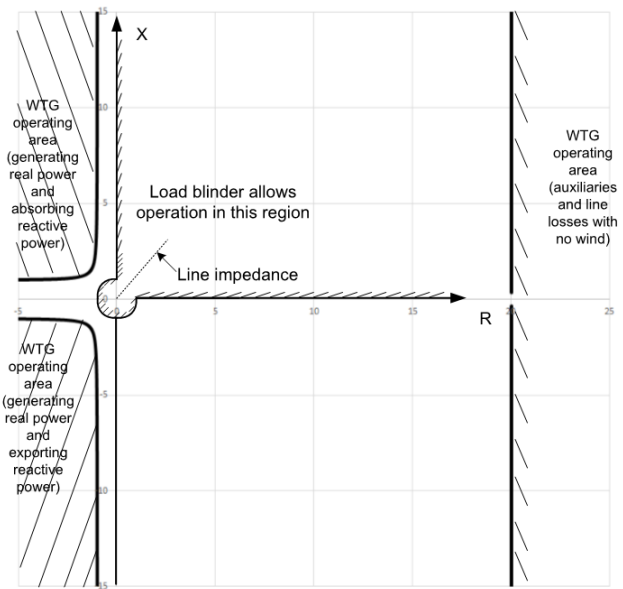 15
X
10
WTG
operating
area
(generating
real power
and
absorbing
reactive
power)
WTG
operating
area
(auxiliaries
and line
losses with
no wind)
Load blinder allows
operation in this region
5
Line impedance
-5
0
0
5
10
15
20
25
R
WTG
operating
area
(generating
real power
and
exporting
reactive
power)
-5
-10
-15